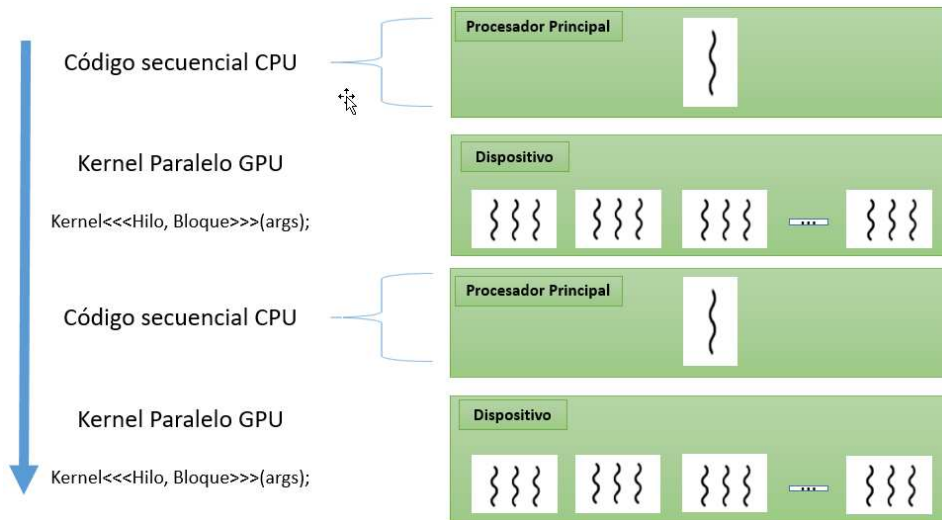 Código secuencial CPU
Procesador Principal
Kernel Paralelo GPU
Kernel<<<Hilo, Bloque>>>(args);
Dispositivo
...
Código secuencial CPU
Procesador Principal
Kernel Paralelo GPU
Kernel<<<Hilo, Bloque>>>(args);
Dispositivo
...